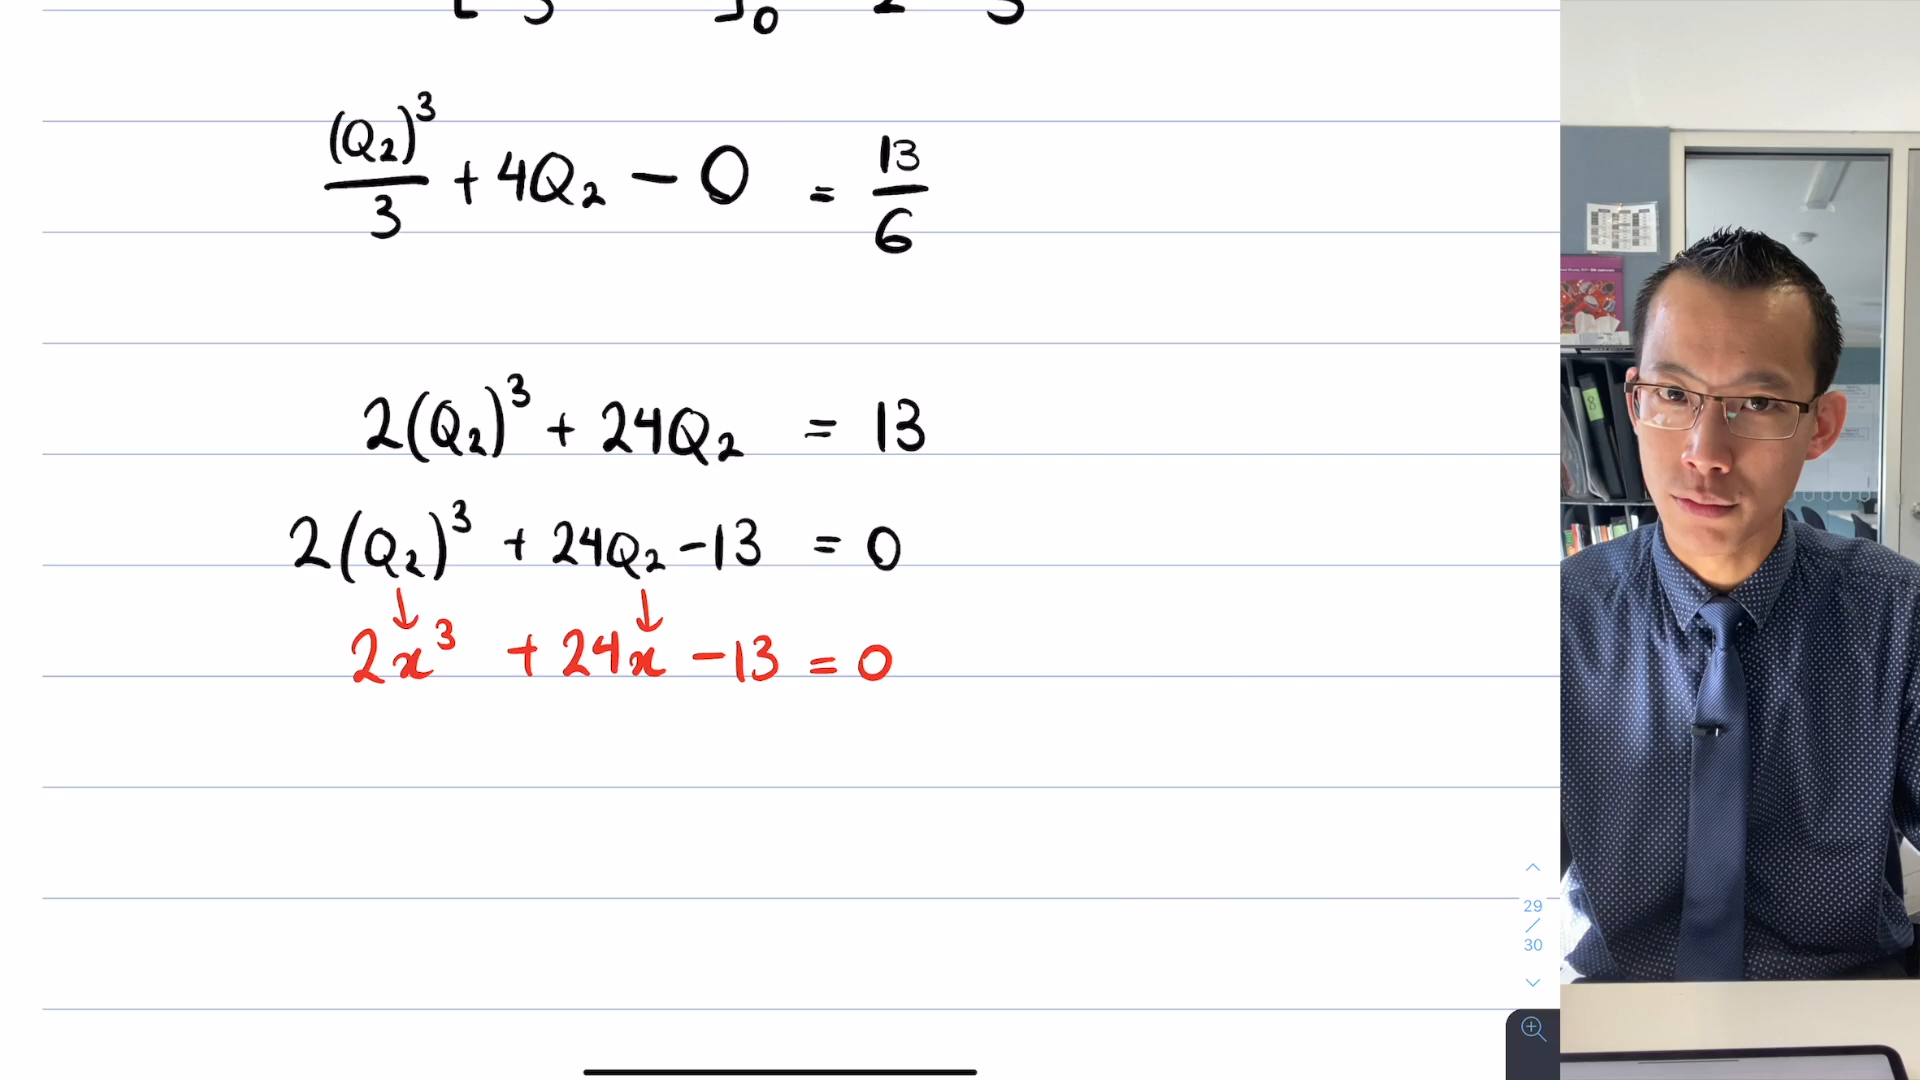 (Q₂)³/3 + 4Q₂ − 0 = 13/6
2(Q₂)³ + 24Q₂ = 13
2(Q₂)³ + 24Q₂ − 13 = 0
↓ ↓
2x³ + 24x − 13 = 0
8
29
/
30